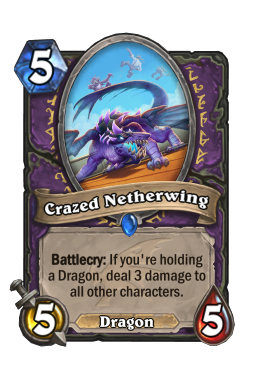 5
Crazed Netherwing
Battlecry: If you're holding
a Dragon, deal 3 damage to
all other characters.
5 Dragon 5